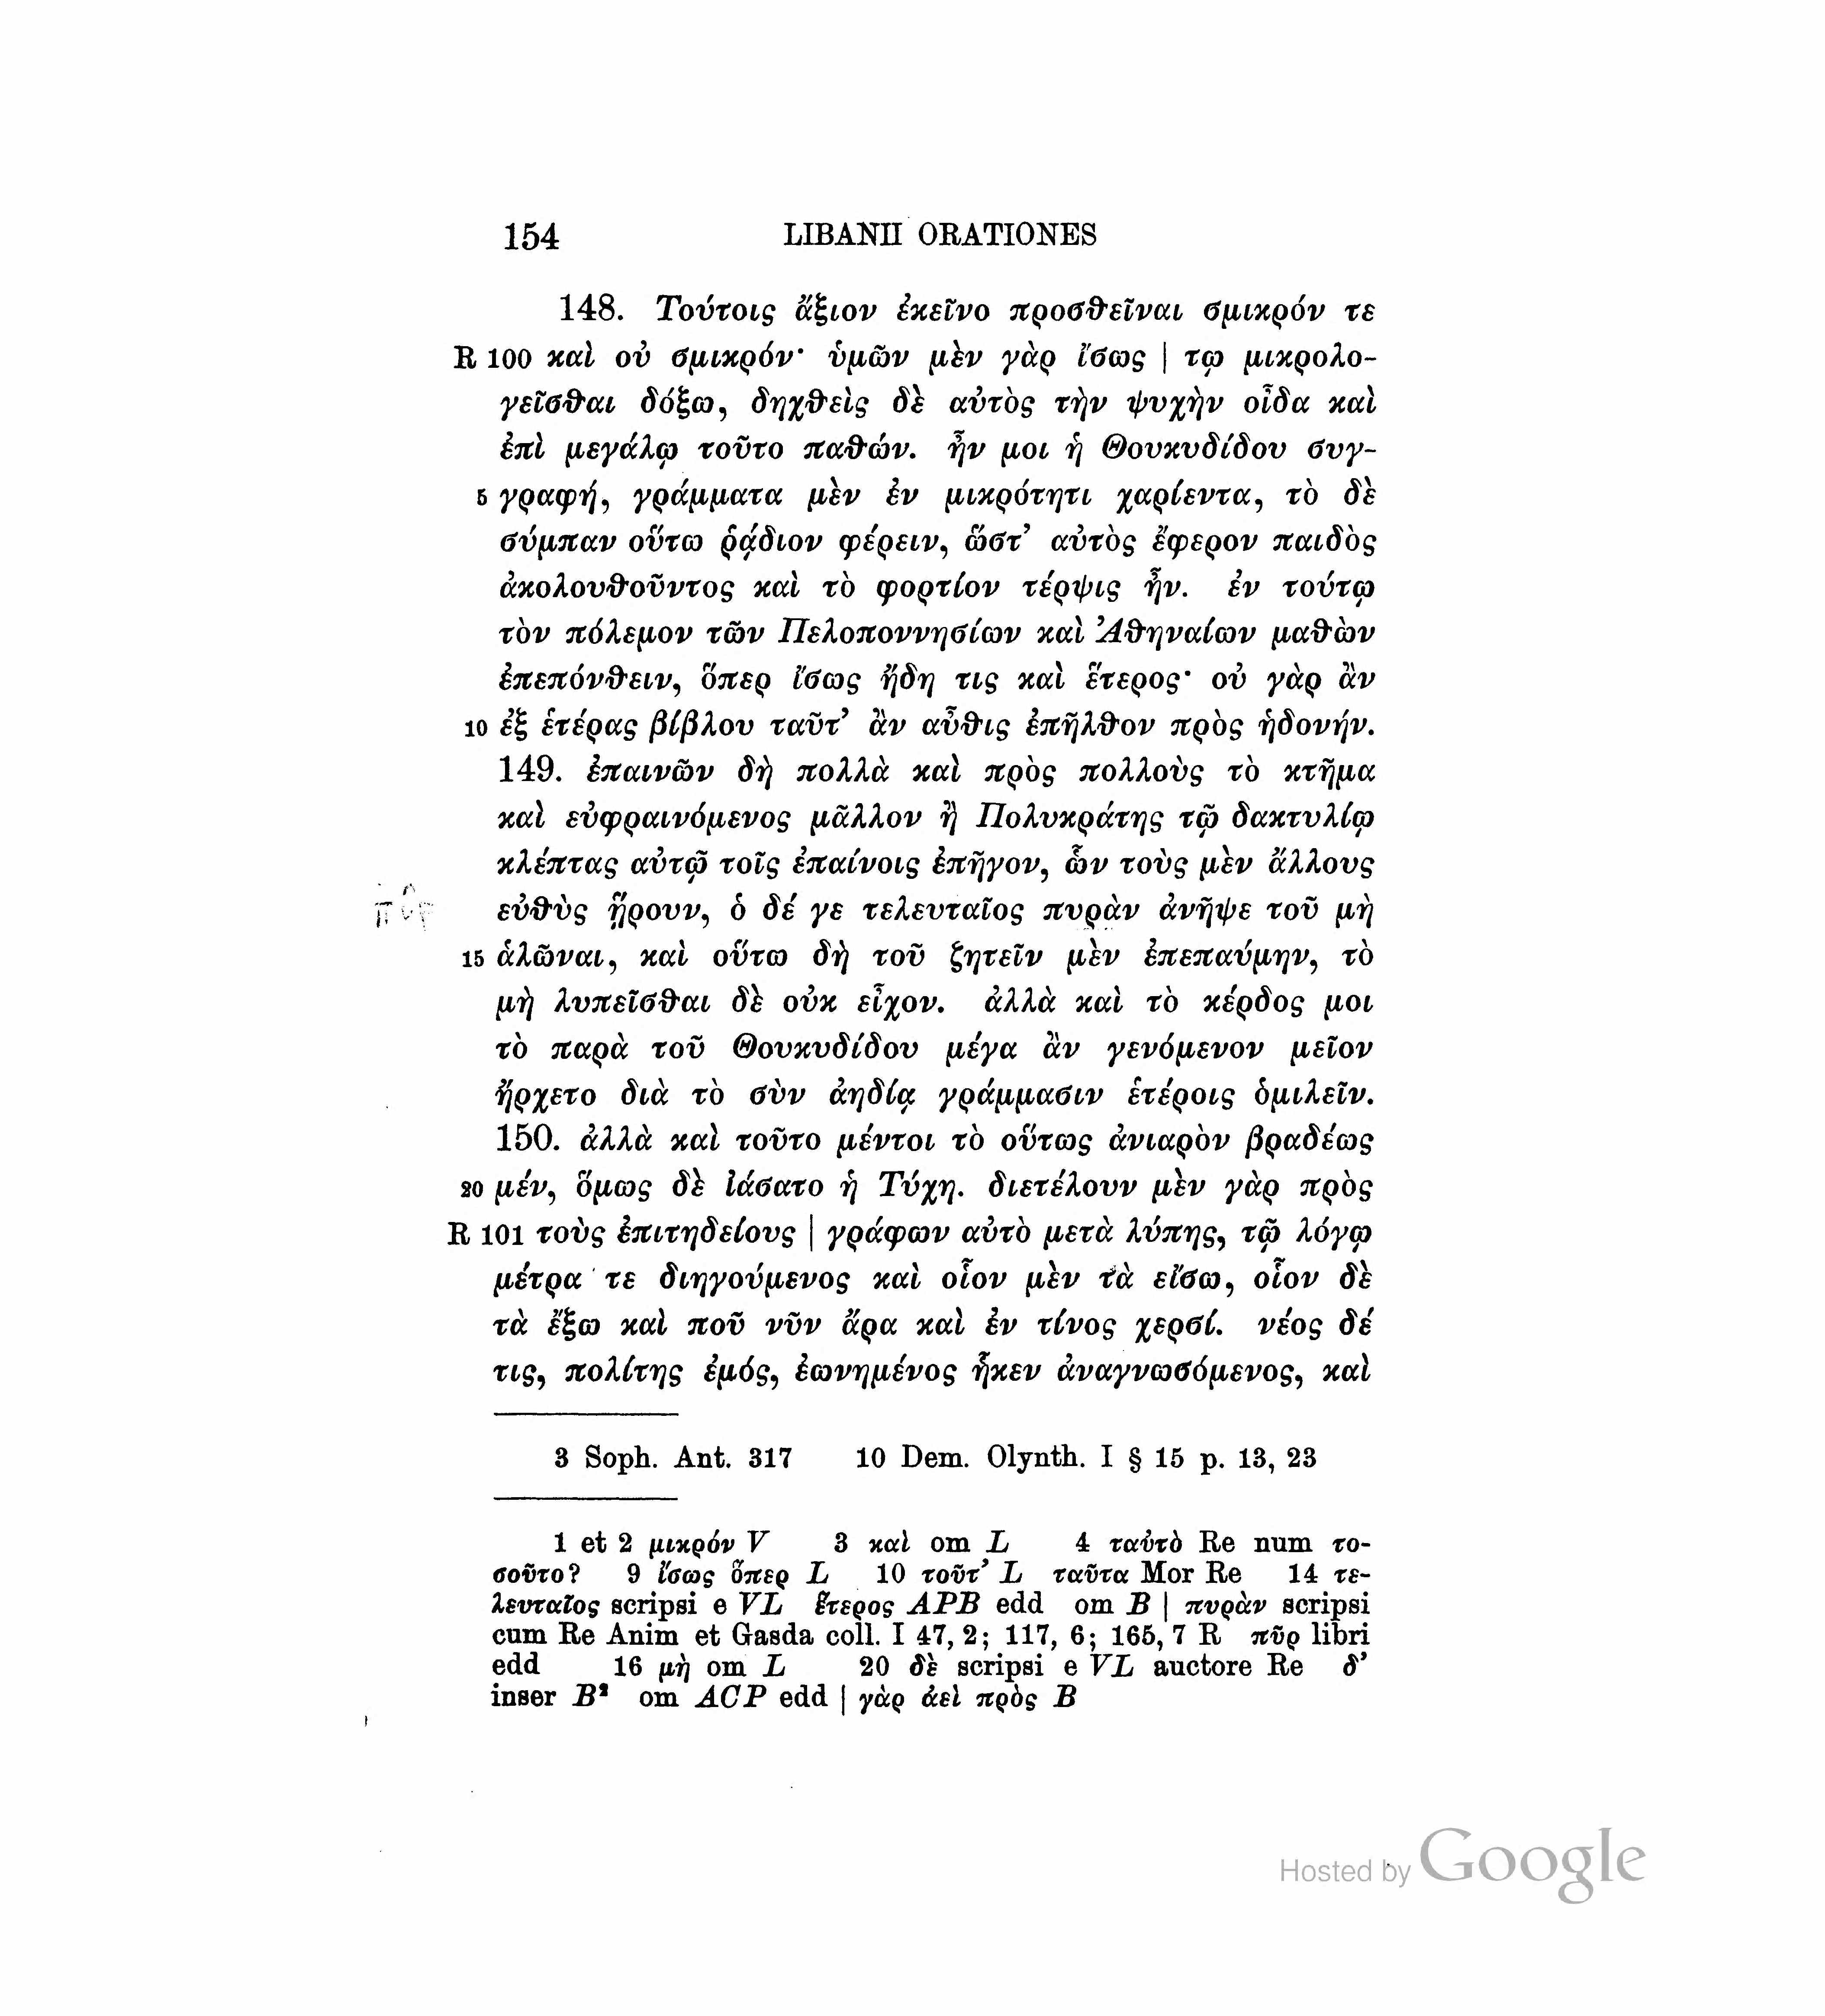 154 LIBANII ORATIONES
148. Τούτοις ἄξιον ἐκεῖνο προσθεῖναι σμικρόν τε
R 100 καὶ οὐ σμικρόν· ὑμῶν μὲν γὰρ ἴσως | τῳ μικρολο-
γεῖσθαι δόξω, δηχθεὶς δὲ αὐτὸς τὴν ψυχὴν οἶδα καὶ
ἐπὶ μεγάλῳ τοῦτο παθών. ἦν μοι ἡ Θουκυδίδου συγ-
5 γραφή, γράμματα μὲν ἐν μικρότητι χαρίεντα, τὸ δὲ
σύμπαν οὕτω ῥᾴδιον φέρειν, ὥστ’ αὐτὸς ἔφερον παιδὸς
ἀκολουθοῦντος καὶ τὸ φορτίον τέρψις ἦν. ἐν τούτῳ
τὸν πόλεμον τῶν Πελοποννησίων καὶ Ἀθηναίων μαθὼν
ἐπεπόνθειν, ὅπερ ἴσως ἤδη τις καὶ ἕτερος· οὐ γὰρ ἂν
10 ἐξ ἑτέρας βίβλου ταῦτ’ ἂν αὖθις ἐπῆλθον πρὸς ἡδονήν.
149. ἐπαινῶν δὴ πολλὰ καὶ πρὸς πολλοὺς τὸ κτῆμα
καὶ εὐφραινόμενος μᾶλλον ἢ Πολυκράτης τῷ δακτυλίῳ
κλέπτας αὐτῷ τοῖς ἐπαίνοις ἐπῆγον, ὧν τοὺς μὲν ἄλλους
εὐθὺς ᾕρουν, ὁ δέ γε τελευταῖος πυρὰν ἀνῆψε τοῦ μὴ
15 ἁλῶναι, καὶ οὕτω δὴ τοῦ ζητεῖν μὲν ἐπεπαύμην, τὸ
μὴ λυπεῖσθαι δὲ οὐκ εἶχον. ἀλλὰ καὶ τὸ κέρδος μοι
τὸ παρὰ τοῦ Θουκυδίδου μέγα ἂν γενόμενον μεῖον
ἤρχετο διὰ τὸ σὺν ἀηδίᾳ γράμμασιν ἑτέροις ὁμιλεῖν.
150. ἀλλὰ καὶ τοῦτο μέντοι τὸ οὕτως ἀνιαρὸν βραδέως
20 μέν, ὅμως δὲ ἰάσατο ἡ Τύχη. διετέλουν μὲν γὰρ πρὸς
R 101 τοὺς ἐπιτηδείους | γράφων αὐτὸ μετὰ λύπης, τῷ λόγῳ
μέτρα τε διηγούμενος καὶ οἷον μὲν τὰ εἴσω, οἷον δὲ
τὰ ἔξω καὶ ποῦ νῦν ἄρα καὶ ἐν τίνος χερσί. νέος δέ
τις, πολίτης ἐμός, ἐωνημένος ἧκεν ἀναγνωσόμενος, καὶ
3 Soph. Ant. 317 10 Dem. Olynth. I § 15 p. 13, 23
1 et 2 μικρόν V 3 καὶ om L 4 ταὐτὸ Re num το-
σοῦτο? 9 ἴσως ὅπερ L 10 τοῦτ’ L ταῦτα Mor Re 14 τε-
λευταῖος scripsi e VL ἕτερος APB edd om B | πυρὰν scripsi
cum Re Anim et Gasda coll. I 47, 2; 117, 6; 165, 7 R πῦρ libri
edd 16 μὴ om L 20 δὲ scripsi e VL auctore Re δ’
inser B² om ACP edd | γὰρ ἀεὶ πρὸς B
Hosted by Google